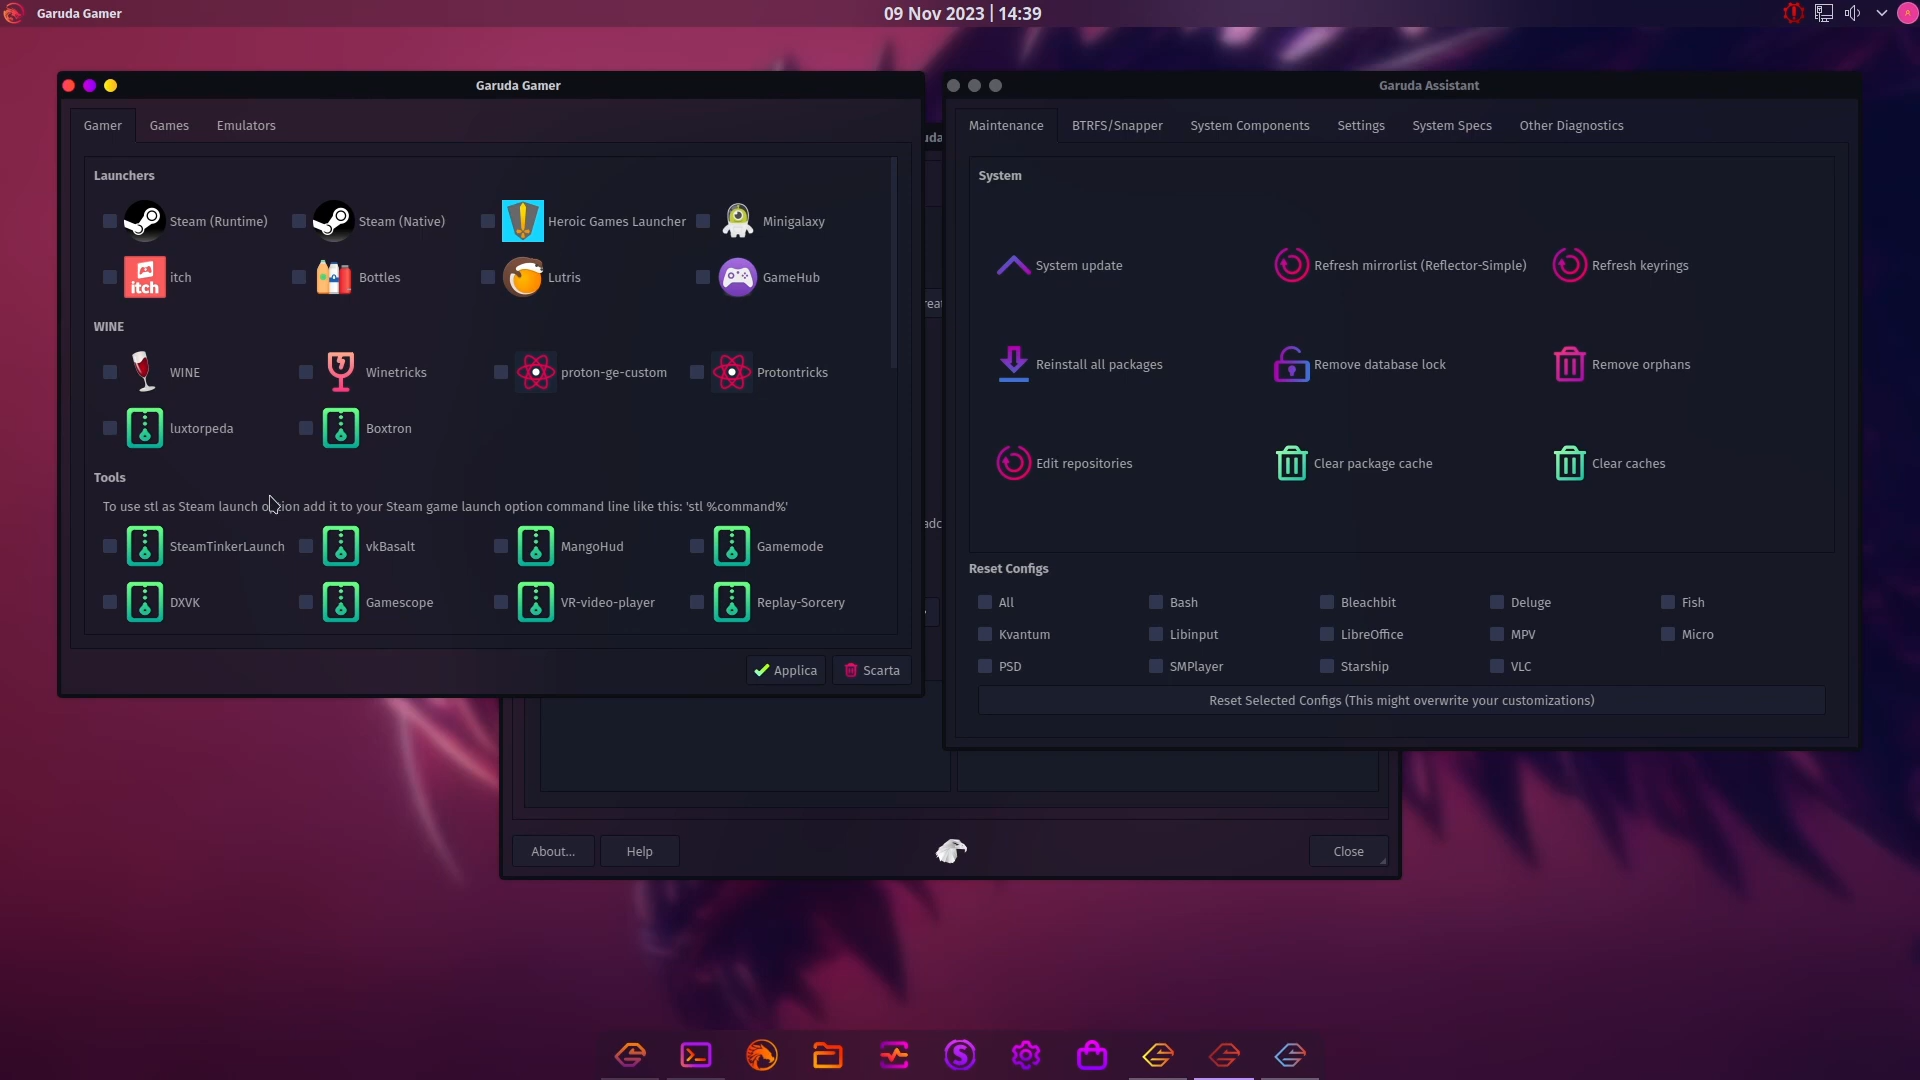 Garuda Gamer
09 Nov 2023 | 14:39
Garuda Gamer
Gamer Games Emulators
Launchers
Steam (Runtime) Steam (Native) Heroic Games Launcher Minigalaxy
itch itch Bottles Lutris GameHub
WINE
WINE Winetricks proton-ge-custom Protontricks
luxtorpeda Boxtron
Tools
To use stl as Steam launch option add it to your Steam game launch option command line like this: 'stl %command%'
SteamTinkerLaunch vkBasalt MangoHud Gamemode
DXVK Gamescope VR-video-player Replay-Sorcery
Applica Scarta
Garuda Assistant
Maintenance BTRFS/Snapper System Components Settings System Specs Other Diagnostics
System
System update Refresh mirrorlist (Reflector-Simple) Refresh keyrings
Reinstall all packages Remove database lock Remove orphans
Edit repositories Clear package cache Clear caches
Reset Configs
All Bash Bleachbit Deluge Fish
Kvantum Libinput LibreOffice MPV Micro
PSD SMPlayer Starship VLC
Reset Selected Configs (This might overwrite your customizations)
About... Help Close